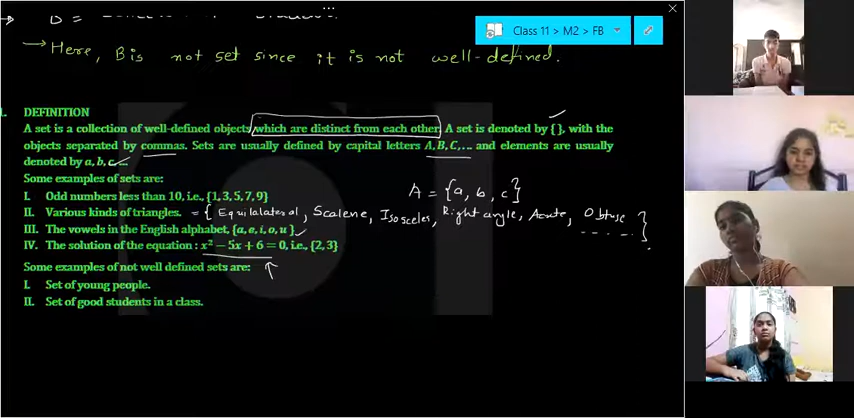 Class 11 > M2 > FB
→ Here, B is not set since it is not well-defined.
DEFINITION
A set is a collection of well-defined objects which are distinct from each other. A set is denoted by { }, with the
objects separated by commas. Sets are usually defined by capital letters A, B, C,... and elements are usually
denoted by a, b, c
Some examples of sets are:
A = {a, b, c}
I. Odd numbers less than 10, i.e., {1, 3, 5, 7, 9}
II. Various kinds of triangles. = { Equilalateral, Scalene, Isosceles, Right angle, Acute, Obtuse ..... }
III. The vowels in the English alphabet, {a, e, i, o, u}
IV. The solution of the equation : x² − 5x + 6 = 0, i.e., {2, 3}
Some examples of not well defined sets are:
I. Set of young people.
II. Set of good students in a class.